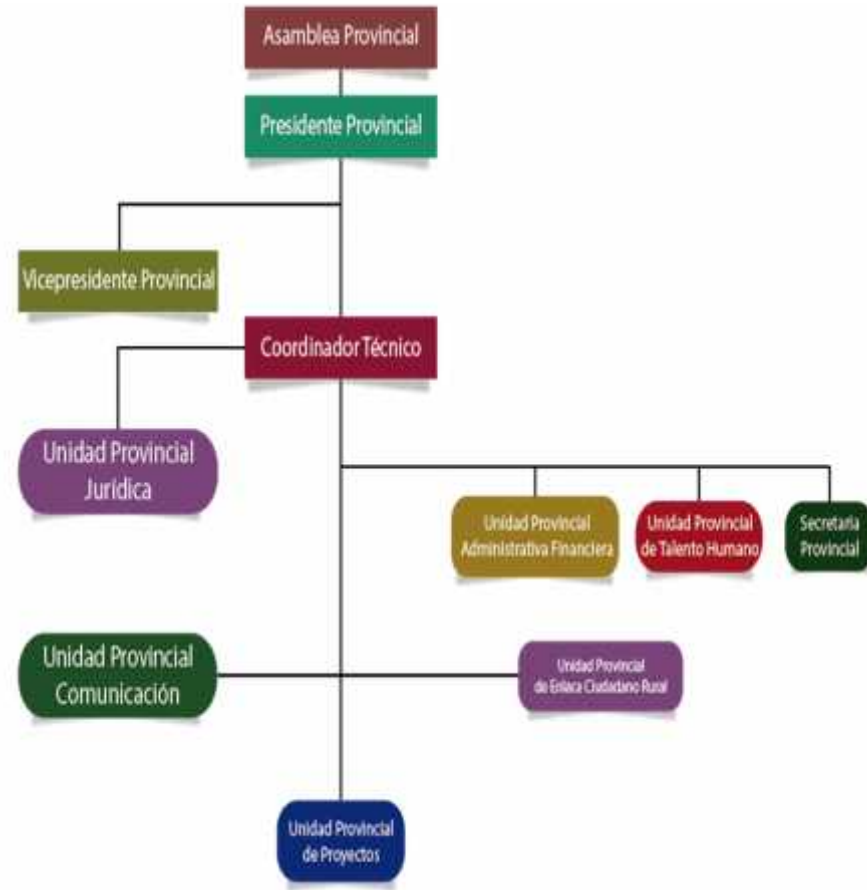 Asamblea Provincial
Presidente Provincial
Vicepresidente Provincial
Coordinador Técnico
Unidad Provincial
Jurídica
Unidad Provincial
Administrativa Financiera
Unidad Provincial
de Talento Humano
Secretaria
Provincial
Unidad Provincial
Comunicación
Unidad Provincial
de Enlaca Ciudadano Rural
Unidad Provincial
de Proyectos